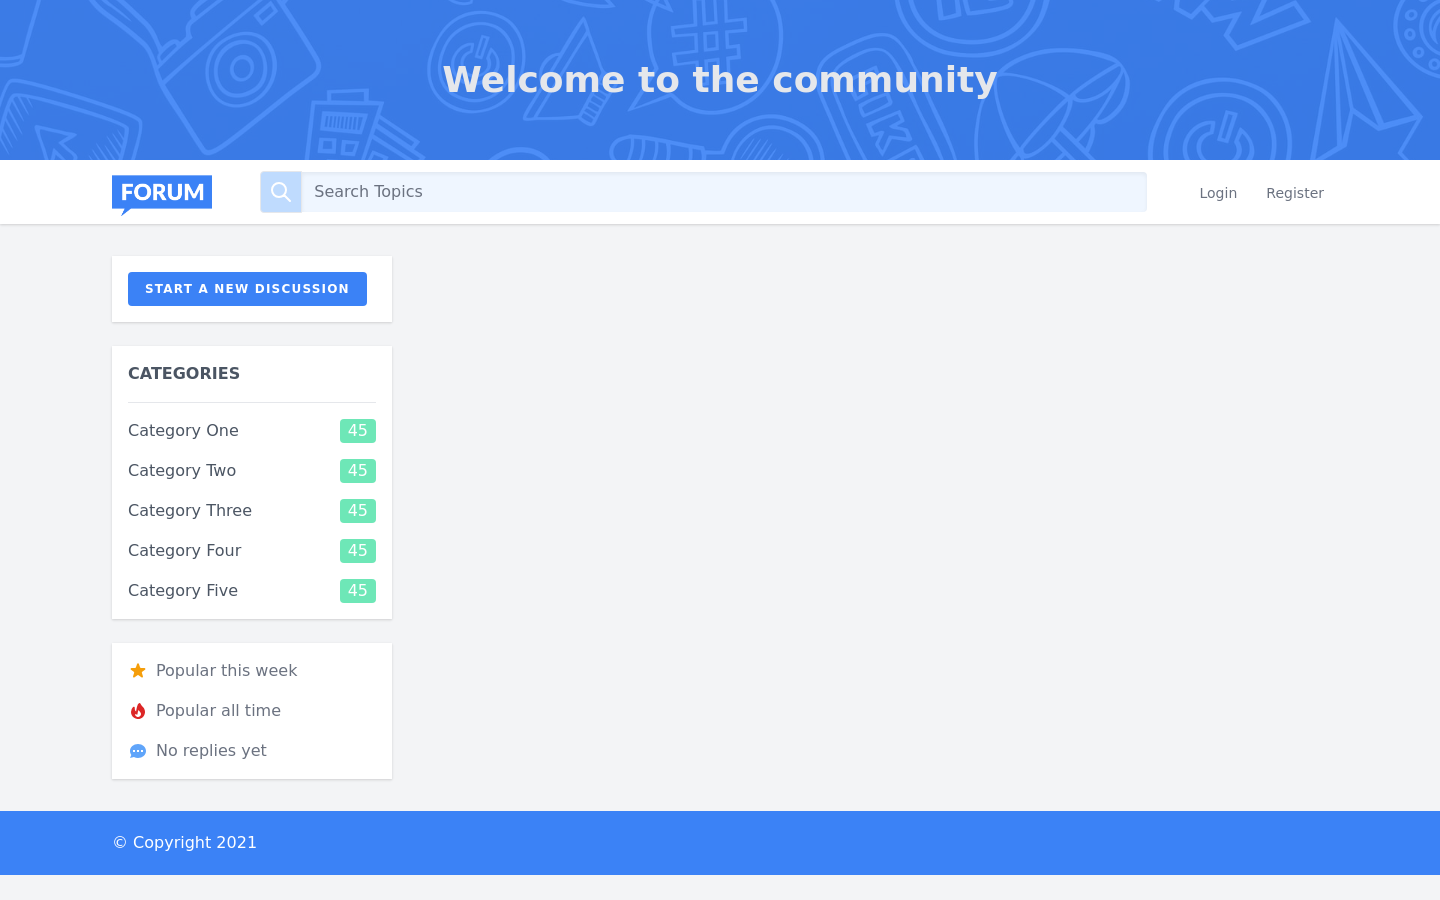 Welcome to the community
FORUM
Search Topics
Login
Register
START A NEW DISCUSSION
CATEGORIES
Category One 45
Category Two 45
Category Three 45
Category Four 45
Category Five 45
Popular this week
Popular all time
No replies yet
© Copyright 2021